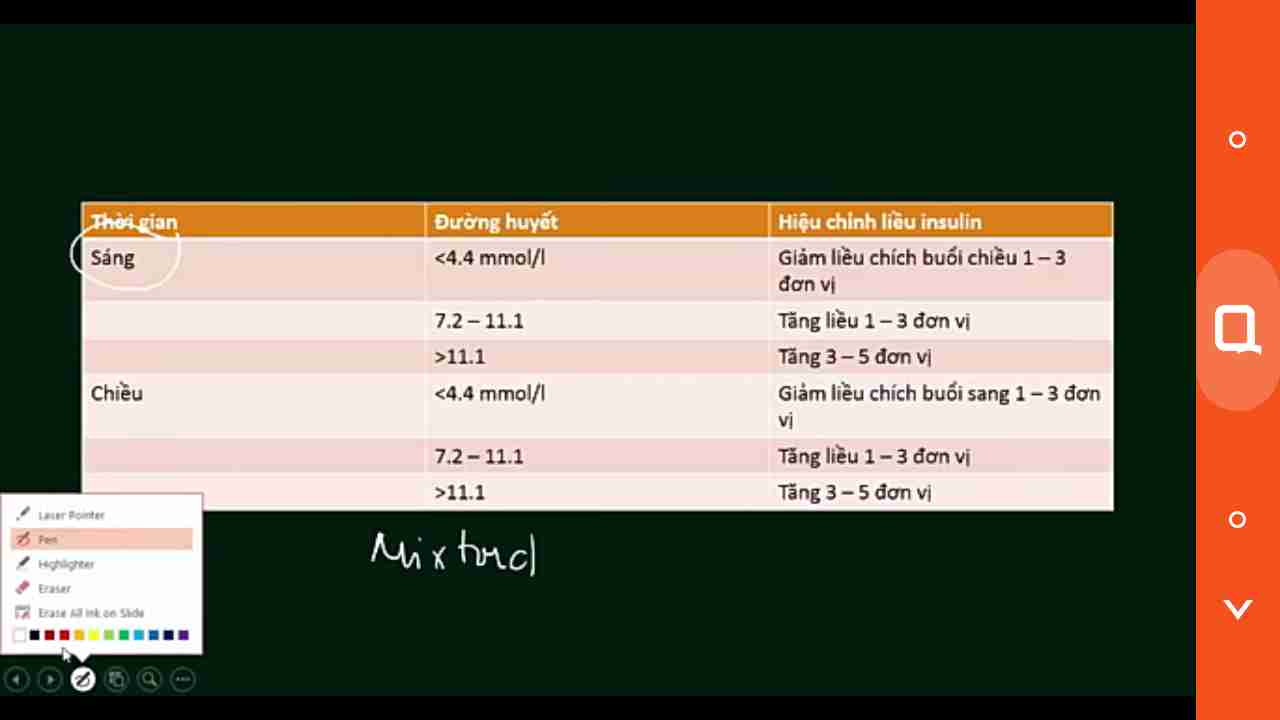 Thời gian Đường huyết Hiệu chỉnh liều insulin
Sáng <4.4 mmol/l Giảm liều chích buổi chiều 1 – 3
đơn vị
7.2 – 11.1 Tăng liều 1 – 3 đơn vị
>11.1 Tăng 3 – 5 đơn vị
Chiều <4.4 mmol/l Giảm liều chích buổi sang 1 – 3 đơn
vị
7.2 – 11.1 Tăng liều 1 – 3 đơn vị
>11.1 Tăng 3 – 5 đơn vị
Mixtard
Laser Pointer
Pen
Highlighter
Eraser
Erase All Ink on Slide